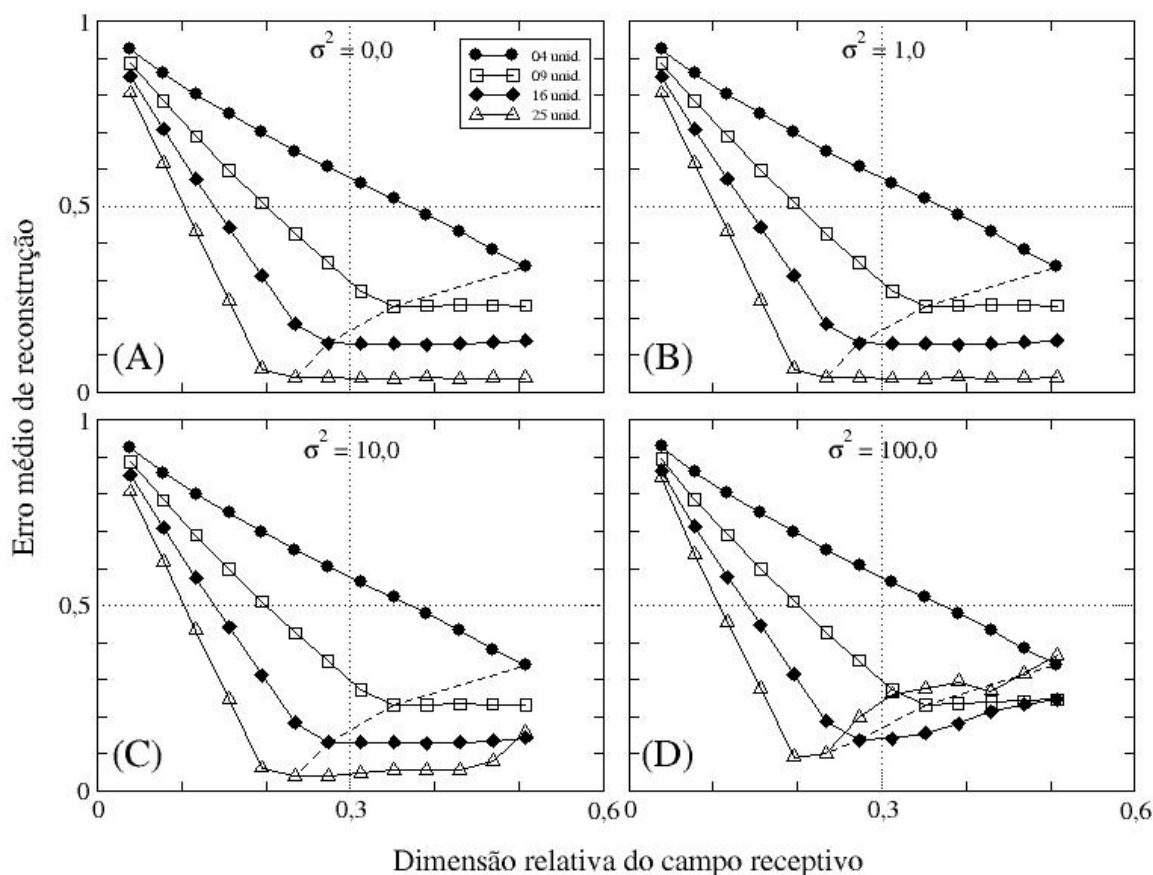 1
σ² = 0,0
04 unid.
09 unid.
16 unid.
25 unid.
0,5
(A)
0
σ² = 1,0
(B)
Erro médio de reconstrução
1
σ² = 10,0
0,5
(C)
0
0
0,3
0,6
σ² = 100,0
(D)
0,3
0,6
Dimensão relativa do campo receptivo